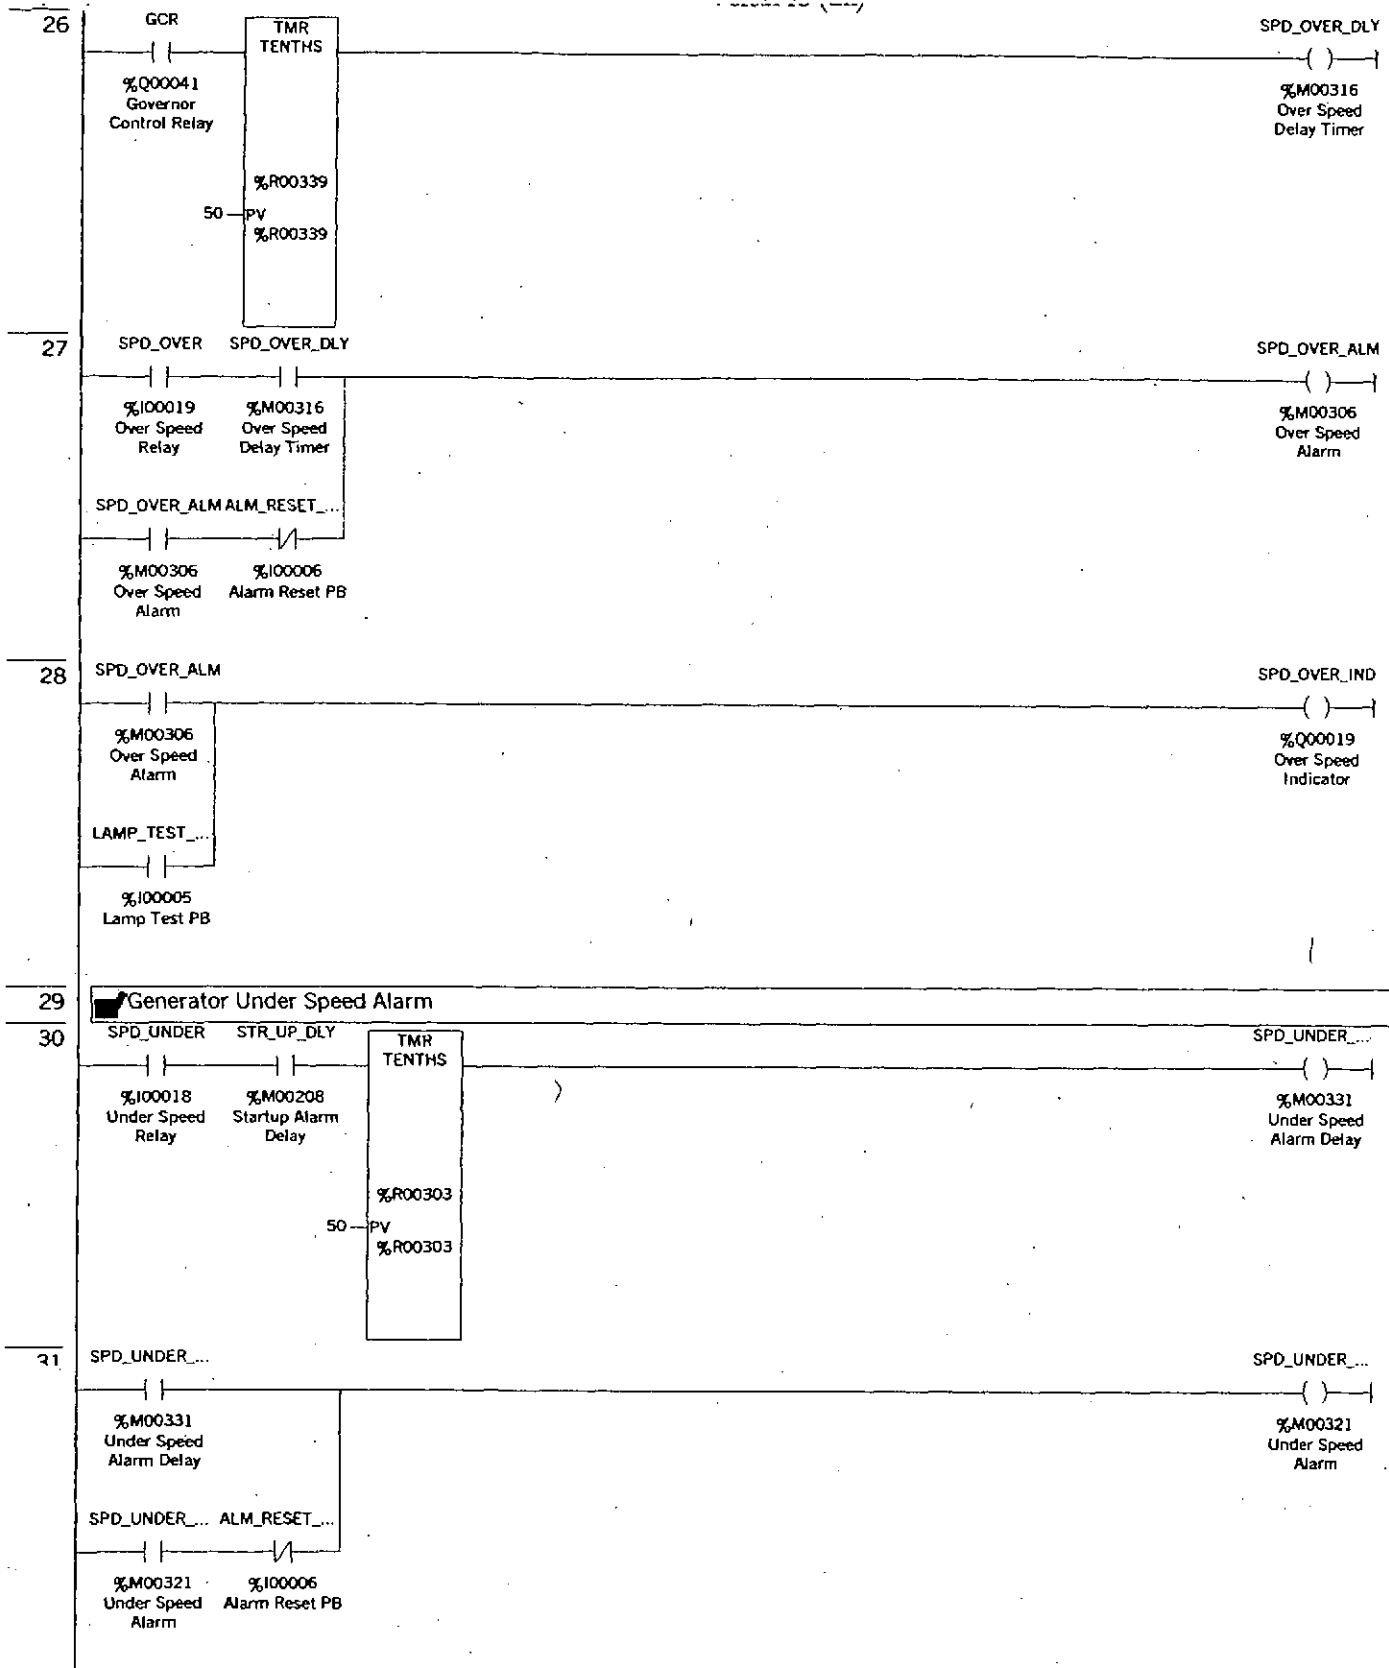 26
GCR
TMR
TENTHS
SPD_OVER_DLY
%Q00041
Governor
Control Relay
%M00316
Over Speed
Delay Timer
%R00339
50 PV
%R00339
27
SPD_OVER SPD_OVER_DLY
SPD_OVER_ALM
%I00019
Over Speed
Relay
%M00316
Over Speed
Delay Timer
%M00306
Over Speed
Alarm
SPD_OVER_ALM ALM_RESET_...
%M00306
Over Speed
Alarm
%I00006
Alarm Reset PB
28
SPD_OVER_ALM
SPD_OVER_IND
%M00306
Over Speed
Alarm
%Q00019
Over Speed
Indicator
LAMP_TEST_...
%I00005
Lamp Test PB
29
Generator Under Speed Alarm
30
SPD_UNDER STR_UP_DLY
TMR
TENTHS
SPD_UNDER_...
%I00018
Under Speed
Relay
%M00208
Startup Alarm
Delay
%M00331
Under Speed
Alarm Delay
%R00303
50 PV
%R00303
31
SPD_UNDER_...
SPD_UNDER_...
%M00331
Under Speed
Alarm Delay
%M00321
Under Speed
Alarm
SPD_UNDER_... ALM_RESET_...
%M00321
Under Speed
Alarm
%I00006
Alarm Reset PB